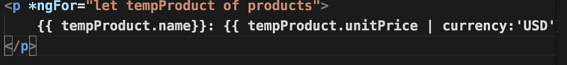 <p *ngFor="let tempProduct of products">
{{ tempProduct.name}}: {{ tempProduct.unitPrice | currency:'USD'
</p>